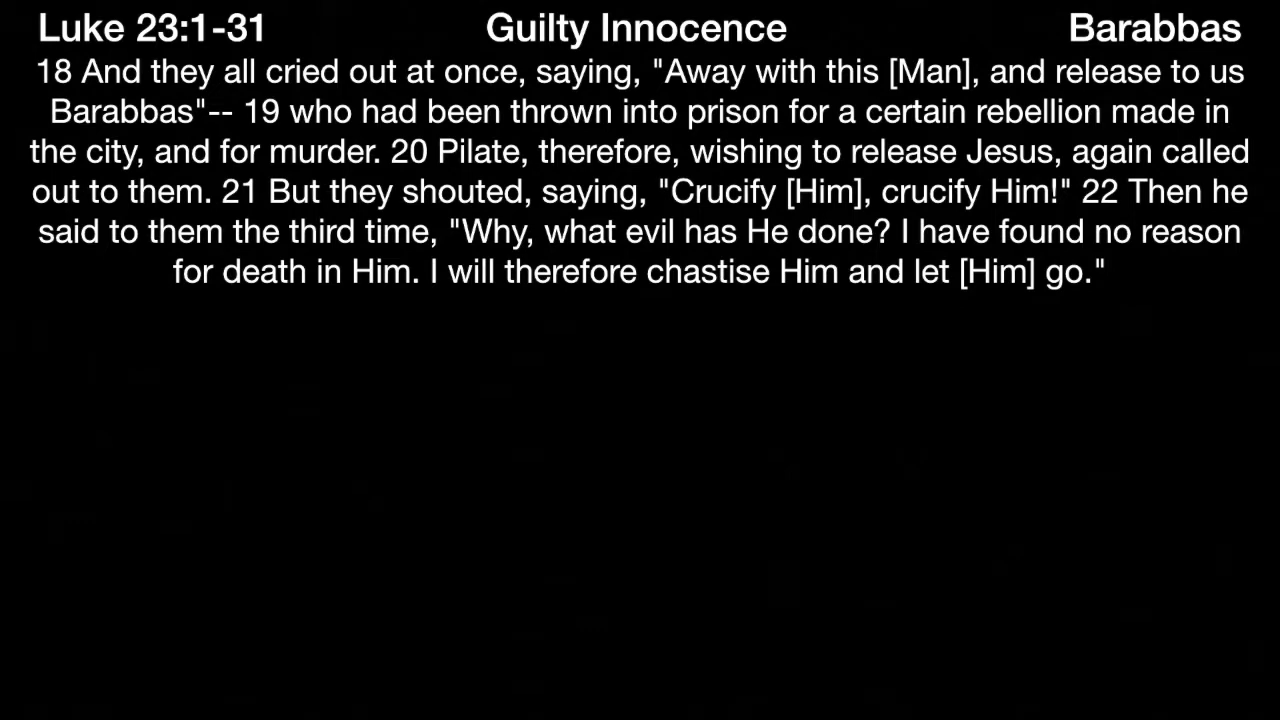 Luke 23:1-31 Guilty Innocence Barabbas
18 And they all cried out at once, saying, "Away with this [Man], and release to us
Barabbas"-- 19 who had been thrown into prison for a certain rebellion made in
the city, and for murder. 20 Pilate, therefore, wishing to release Jesus, again called
out to them. 21 But they shouted, saying, "Crucify [Him], crucify Him!" 22 Then he
said to them the third time, "Why, what evil has He done? I have found no reason
for death in Him. I will therefore chastise Him and let [Him] go."